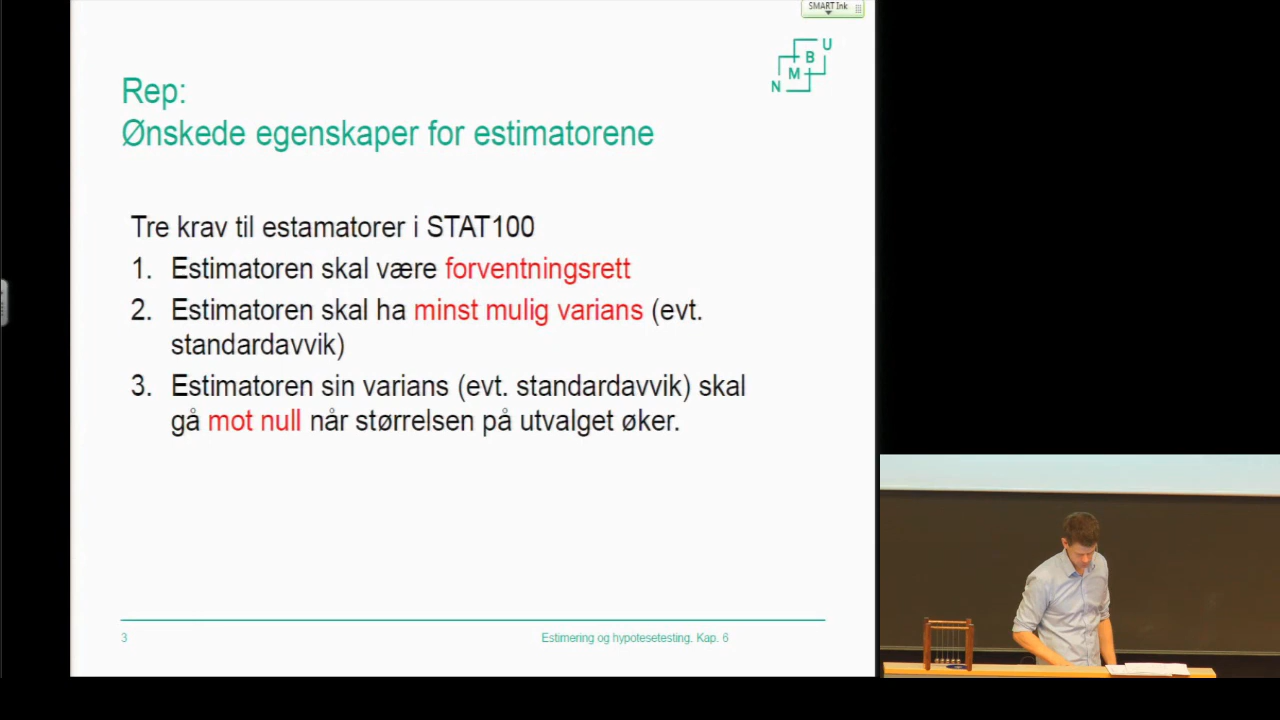 SMART Ink
N M B U
Rep:
Ønskede egenskaper for estimatorene
Tre krav til estamatorer i STAT100
1. Estimatoren skal være forventningsrett
2. Estimatoren skal ha minst mulig varians (evt.
standardavvik)
3. Estimatoren sin varians (evt. standardavvik) skal
gå mot null når størrelsen på utvalget øker.
3
Estimering og hypotesetesting. Kap. 6